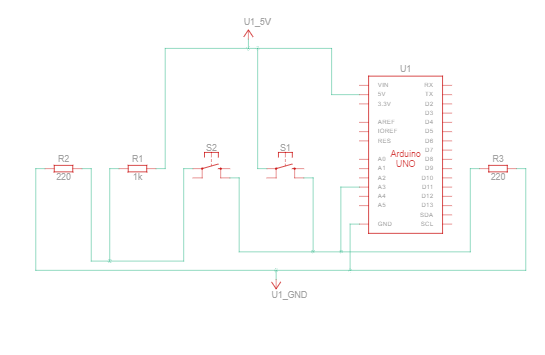 U1_5V
U1
VIN
5V
3.3V
AREF
IOREF
RES
A0
A1
A2
A3
A4
A5
GND
Arduino
UNO
RX
TX
D2
D3
D4
D5
D6
D7
D8
D9
D10
D11
D12
D13
SDA
SCL
R2
220
R1
1k
S2
S1
R3
220
U1_GND